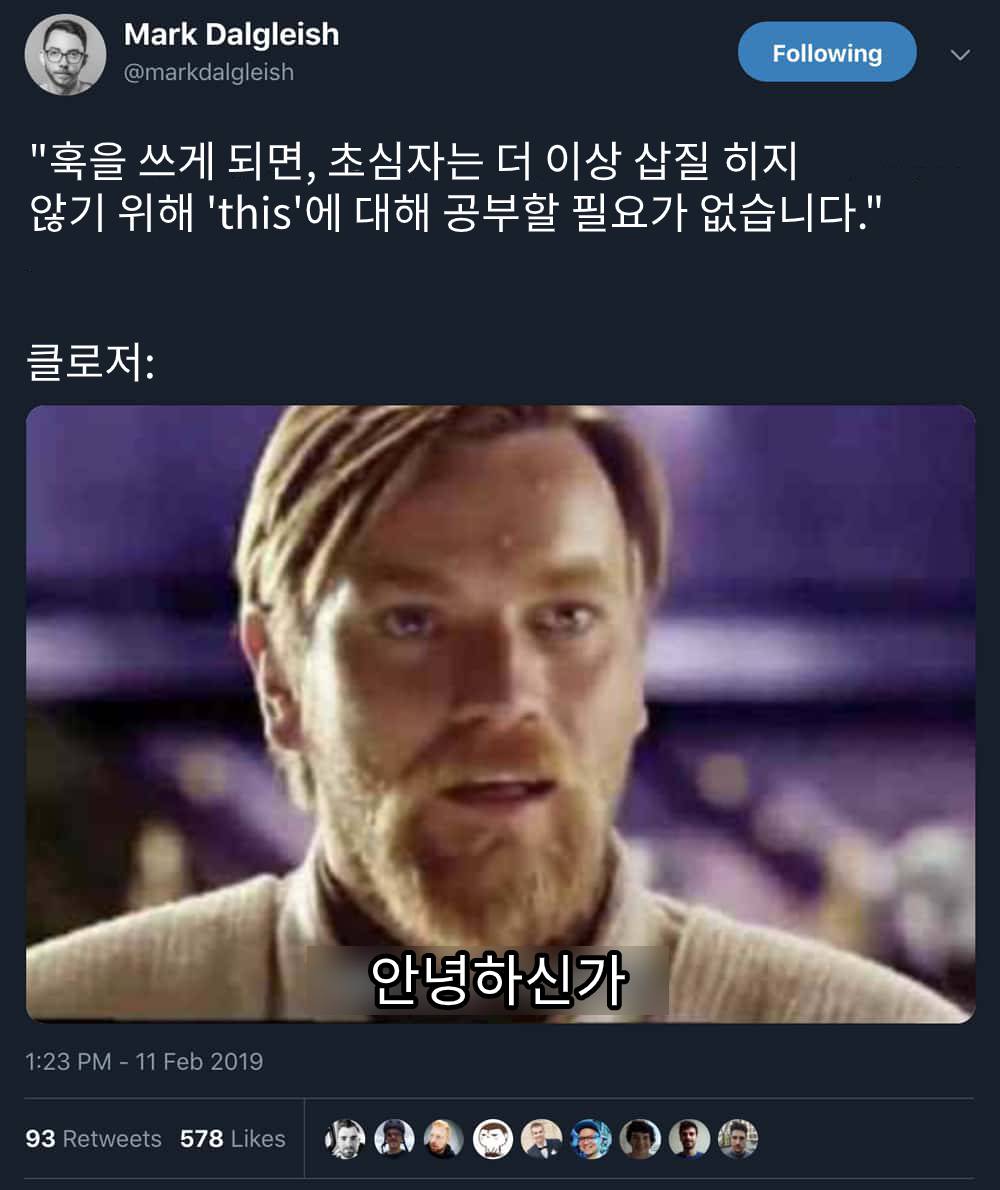 Mark Dalgleish
@markdalgleish
Following
"훅을 쓰게 되면, 초심자는 더 이상 삽질 히지
않기 위해 'this'에 대해 공부할 필요가 없습니다."
클로저:
안녕하신가
1:23 PM - 11 Feb 2019
93 Retweets 578 Likes